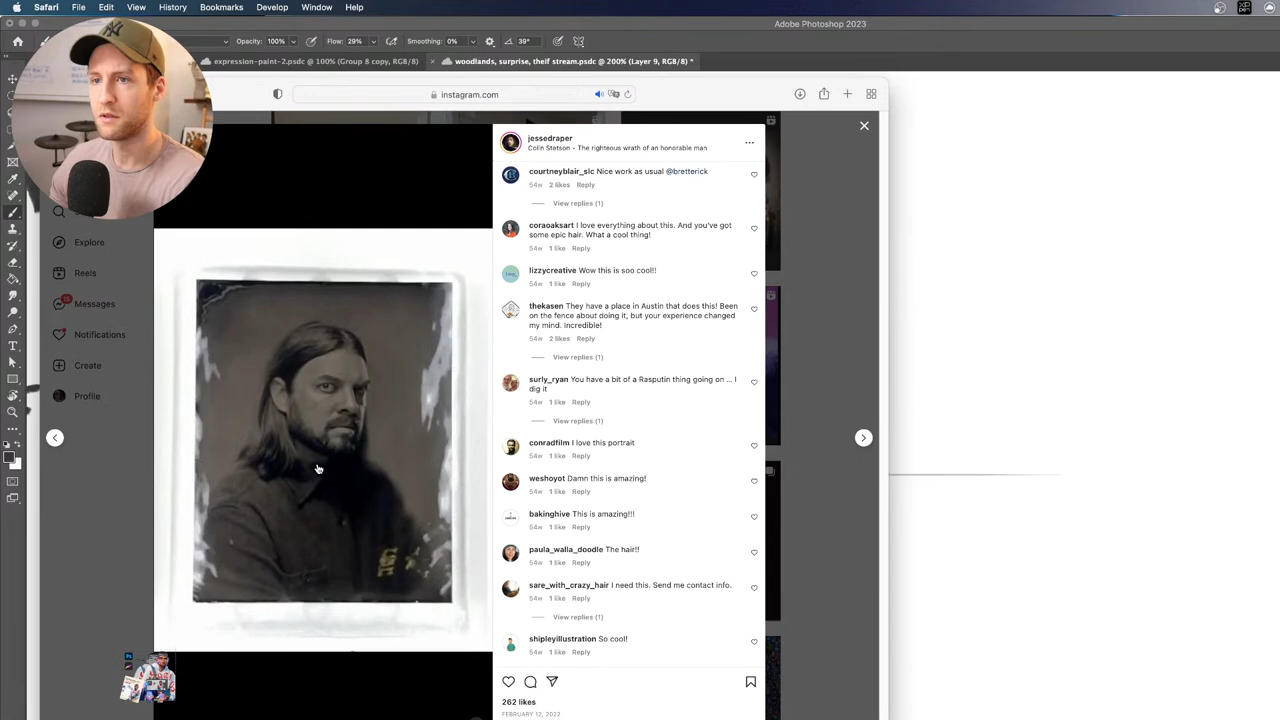 Safari File Edit View History Bookmarks Develop Window Help
Adobe Photoshop 2023
Opacity: 100% Flow: 29% Smoothing: 0% 39°
expression-paint-2.psdc @ 100% (Group 8 copy, RGB/8)
woodlands, surprise, theif stream.psdc @ 200% (Layer 9, RGB/8) *
instagram.com
Explore
Reels
Messages
Notifications
Create
Profile
jessedraper
Colin Stetson • The righteous wrath of an honorable man
courtneyblair_slc Nice work as usual @bretterick
54w 2 likes Reply
View replies (1)
coraoaksart I love everything about this. And you've got
some epic hair. What a cool thing!
54w 1 like Reply
lizzycreative Wow this is soo cool!!
54w 1 like Reply
thekasen They have a place in Austin that does this! Been
on the fence about doing it, but your experience changed
my mind. Incredible!
54w 2 likes Reply
View replies (1)
surly_ryan You have a bit of a Rasputin thing going on ... I
dig it
54w 1 like Reply
View replies (1)
conradfilm I love this portrait
54w 1 like Reply
weshoyot Damn this is amazing!
54w 1 like Reply
bakinghive This is amazing!!!
54w 1 like Reply
paula_walla_doodle The hair!!
54w 1 like Reply
sare_with_crazy_hair I need this. Send me contact info.
54w 1 like Reply
View replies (1)
shipleyillustration So cool!
54w 1 like Reply
262 likes
FEBRUARY 12, 2022